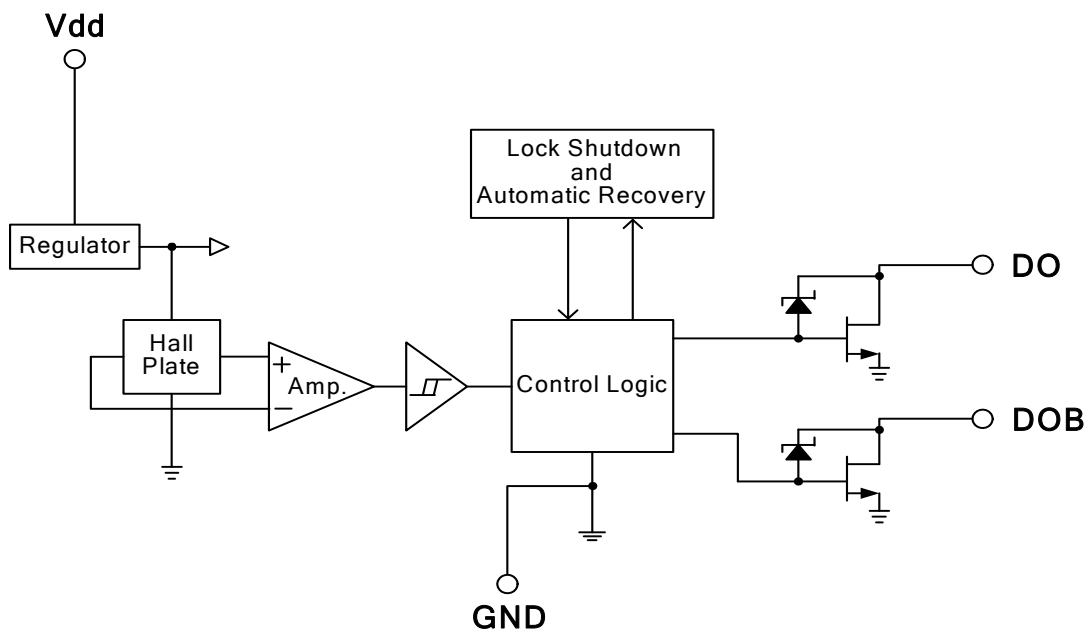 Vdd
Lock Shutdown
and
Automatic Recovery
Regulator
DO
Hall
Plate
+
Amp.
−
Control Logic
DOB
GND